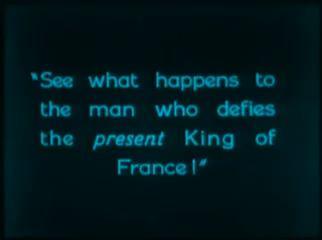 "See what happens to
the man who defies
the present King of
France!"